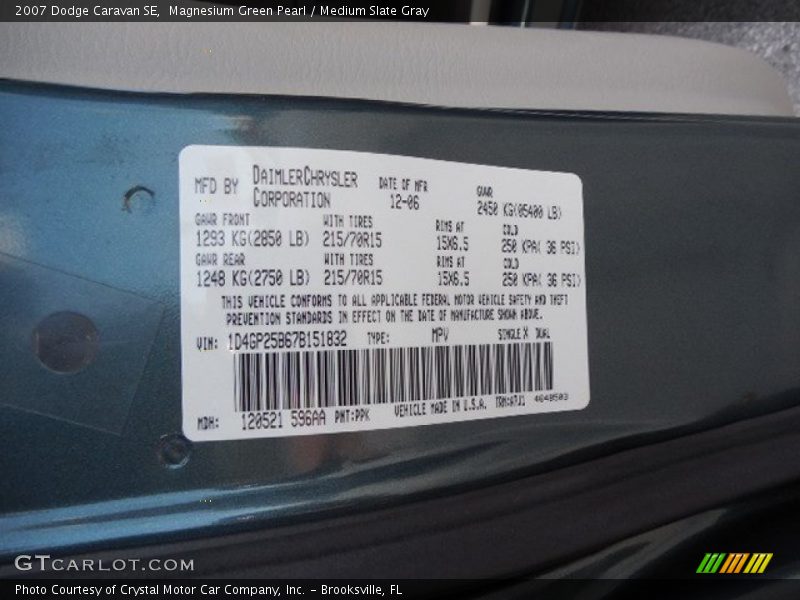 2007 Dodge Caravan SE, Magnesium Green Pearl / Medium Slate Gray
MFD BY DAIMLERCHRYSLER CORPORATION
DATE OF MFR 12-06
GVWR 2450 KG(05400 LB)
GAWR FRONT WITH TIRES RIMS AT COLD
1293 KG(2850 LB) 215/70R15 15X6.5 250 KPA( 36 PSI)
GAWR REAR WITH TIRES RIMS AT COLD
1248 KG(2750 LB) 215/70R15 15X6.5 250 KPA( 36 PSI)
THIS VEHICLE CONFORMS TO ALL APPLICABLE FEDERAL MOTOR VEHICLE SAFETY AND THEFT
PREVENTION STANDARDS IN EFFECT ON THE DATE OF MANUFACTURE SHOWN ABOVE.
VIN: 1D4GP25B67B151832 TYPE: MPV SINGLE X DUAL
MDH: 120521 596AA PNT:PPK VEHICLE MADE IN U.S.A. TRM:ATJ1 4648503
GTCARLOT.COM
Photo Courtesy of Crystal Motor Car Company, Inc. – Brooksville, FL